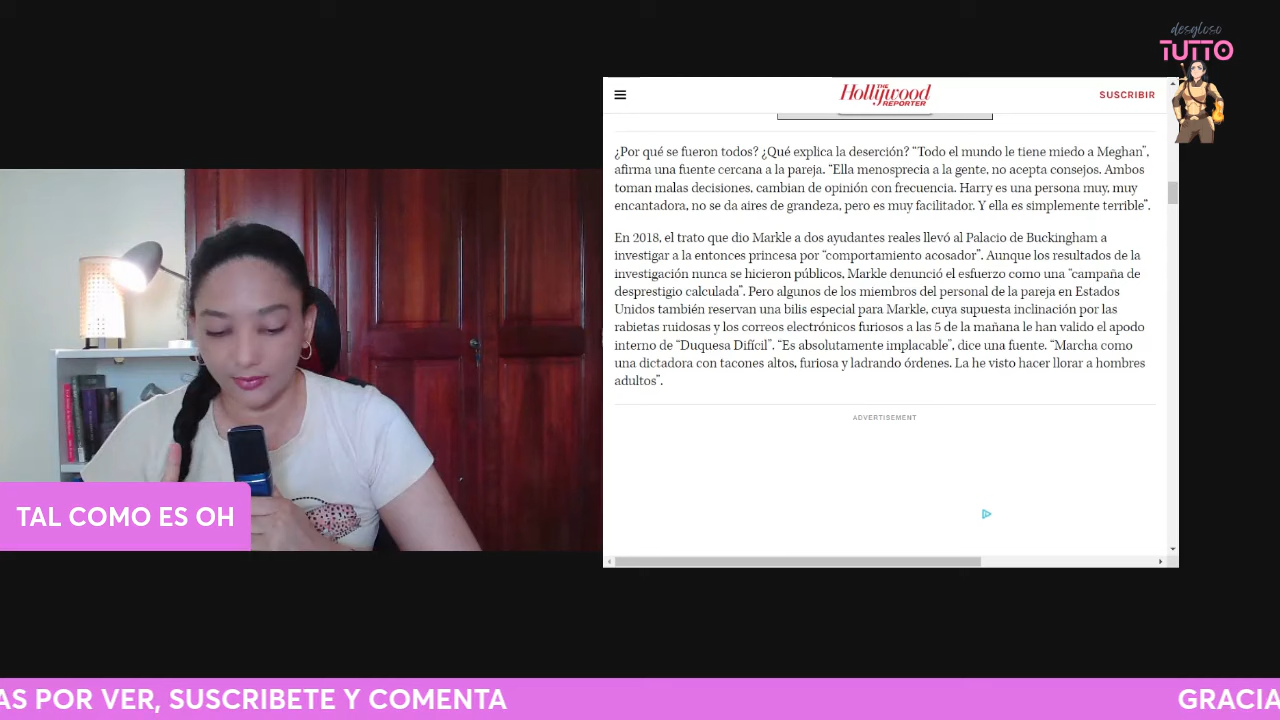 desgloso
TUTTO
THE
Hollywood
REPORTER
SUSCRIBIR
¿Por qué se fueron todos? ¿Qué explica la deserción? “Todo el mundo le tiene miedo a Meghan”,
afirma una fuente cercana a la pareja. “Ella menosprecia a la gente, no acepta consejos. Ambos
toman malas decisiones, cambian de opinión con frecuencia. Harry es una persona muy, muy
encantadora, no se da aires de grandeza, pero es muy facilitador. Y ella es simplemente terrible”.
En 2018, el trato que dio Markle a dos ayudantes reales llevó al Palacio de Buckingham a
investigar a la entonces princesa por “comportamiento acosador”. Aunque los resultados de la
investigación nunca se hicieron públicos, Markle denunció el esfuerzo como una “campaña de
desprestigio calculada”. Pero algunos de los miembros del personal de la pareja en Estados
Unidos también reservan una bilis especial para Markle, cuya supuesta inclinación por las
rabietas ruidosas y los correos electrónicos furiosos a las 5 de la mañana le han valido el apodo
interno de “Duquesa Difícil”. “Es absolutamente implacable”, dice una fuente. “Marcha como
una dictadora con tacones altos, furiosa y ladrando órdenes. La he visto hacer llorar a hombres
adultos”.
ADVERTISEMENT
TAL COMO ES OH
AS POR VER, SUSCRIBETE Y COMENTA
GRACIA